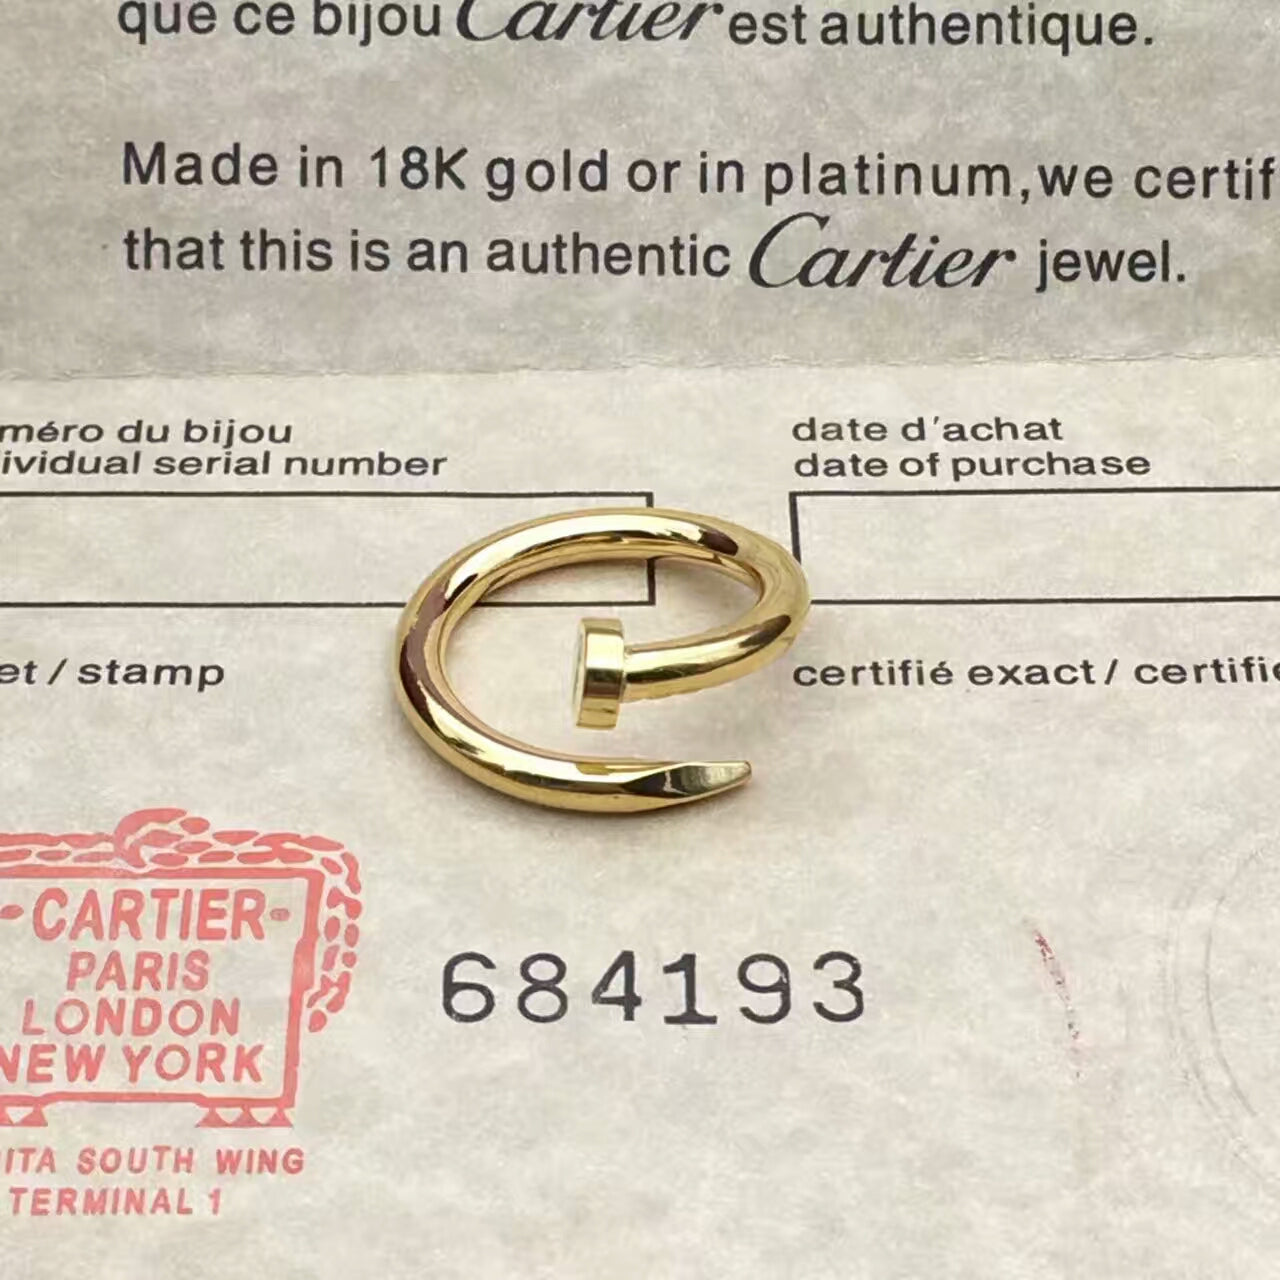 que ce bijou Cartier est authentique.
Made in 18K gold or in platinum, we certif
that this is an authentic Cartier jewel.
méro du bijou
ividual serial number
date d'achat
date of purchase
et / stamp
certifié exact / certifie
-CARTIER-
PARIS
LONDON
NEW YORK
ITA SOUTH WING
TERMINAL 1
684193